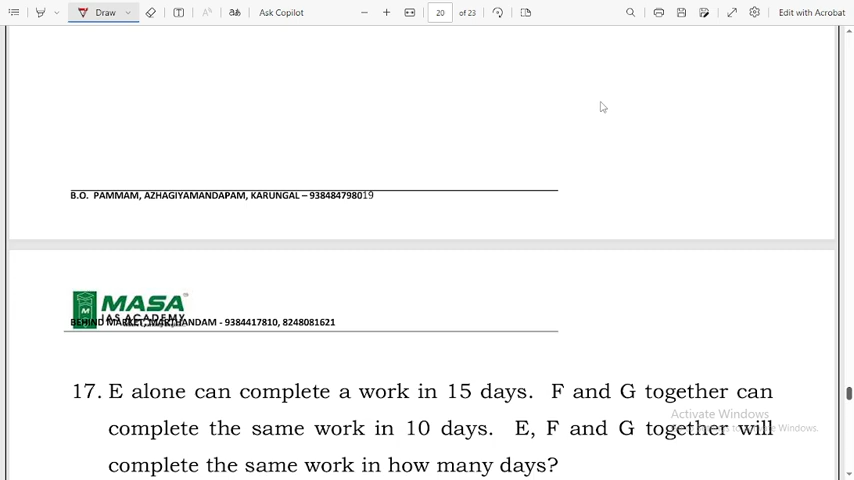 Draw
Ask Copilot
20 of 23
Edit with Acrobat
B.O. PAMMAM, AZHAGIYAMANDAPAM, KARUNGAL – 938484798019
MASA
IAS ACADEMY
BEHIND MARKET, MARTHANDAM - 9384417810, 8248081621
17. E alone can complete a work in 15 days. F and G together can
complete the same work in 10 days. E, F and G together will
complete the same work in how many days?
Activate Windows
Windows.